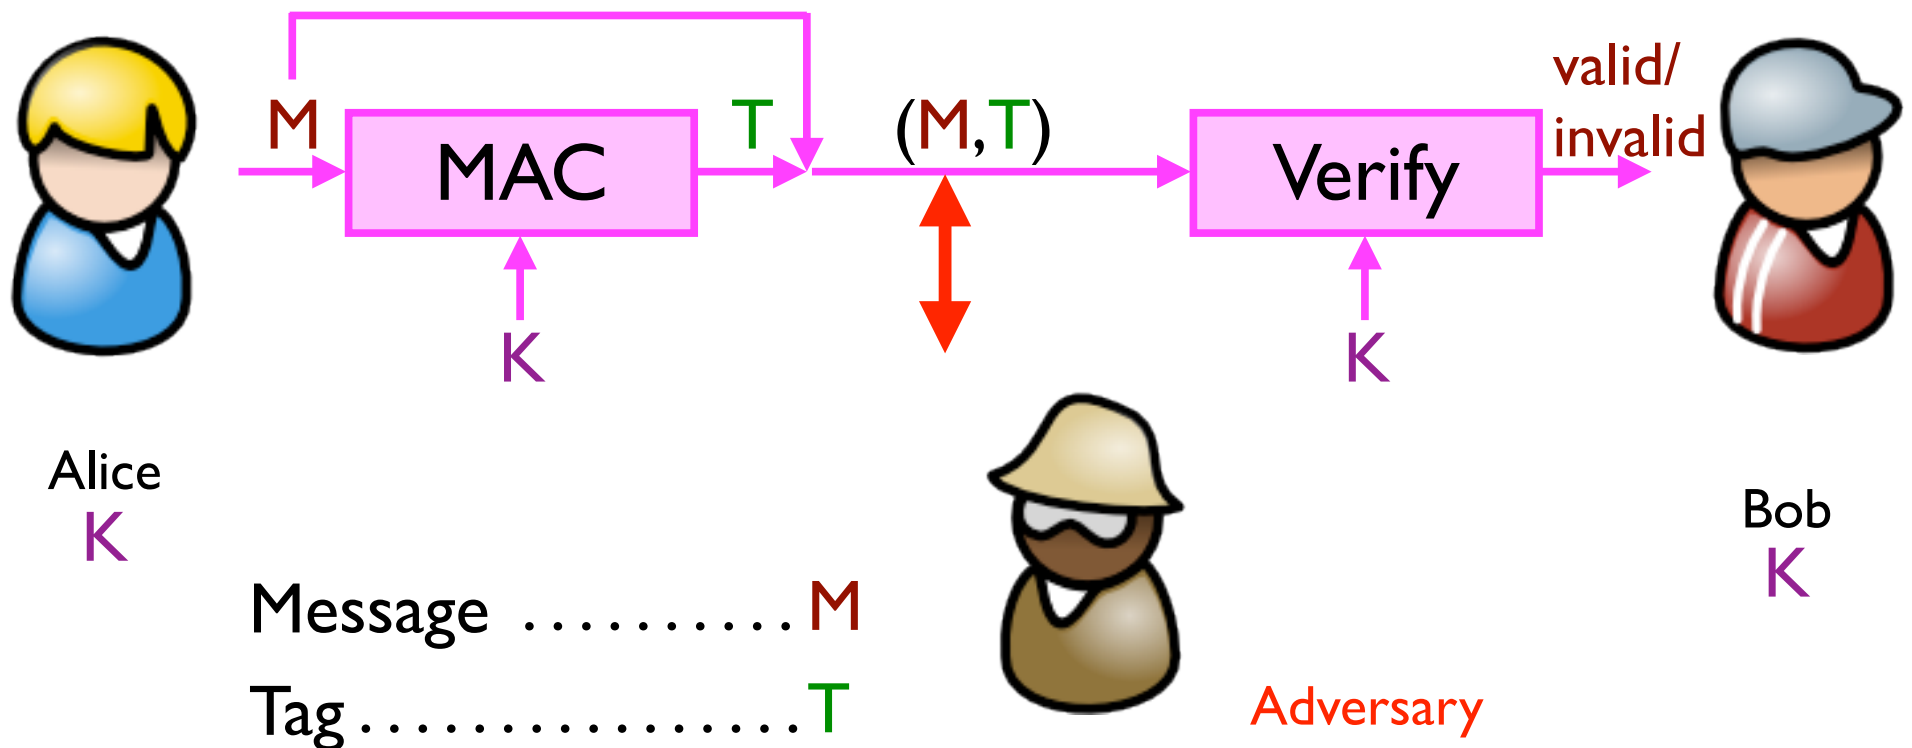 valid/
invalid
M
MAC
T
(M,T)
Verify
K
K
Alice
K
Bob
K
Message ..........M
Tag ................T
Adversary